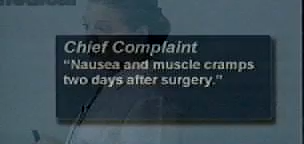 Chief Complaint
"Nausea and muscle cramps
two days after surgery."